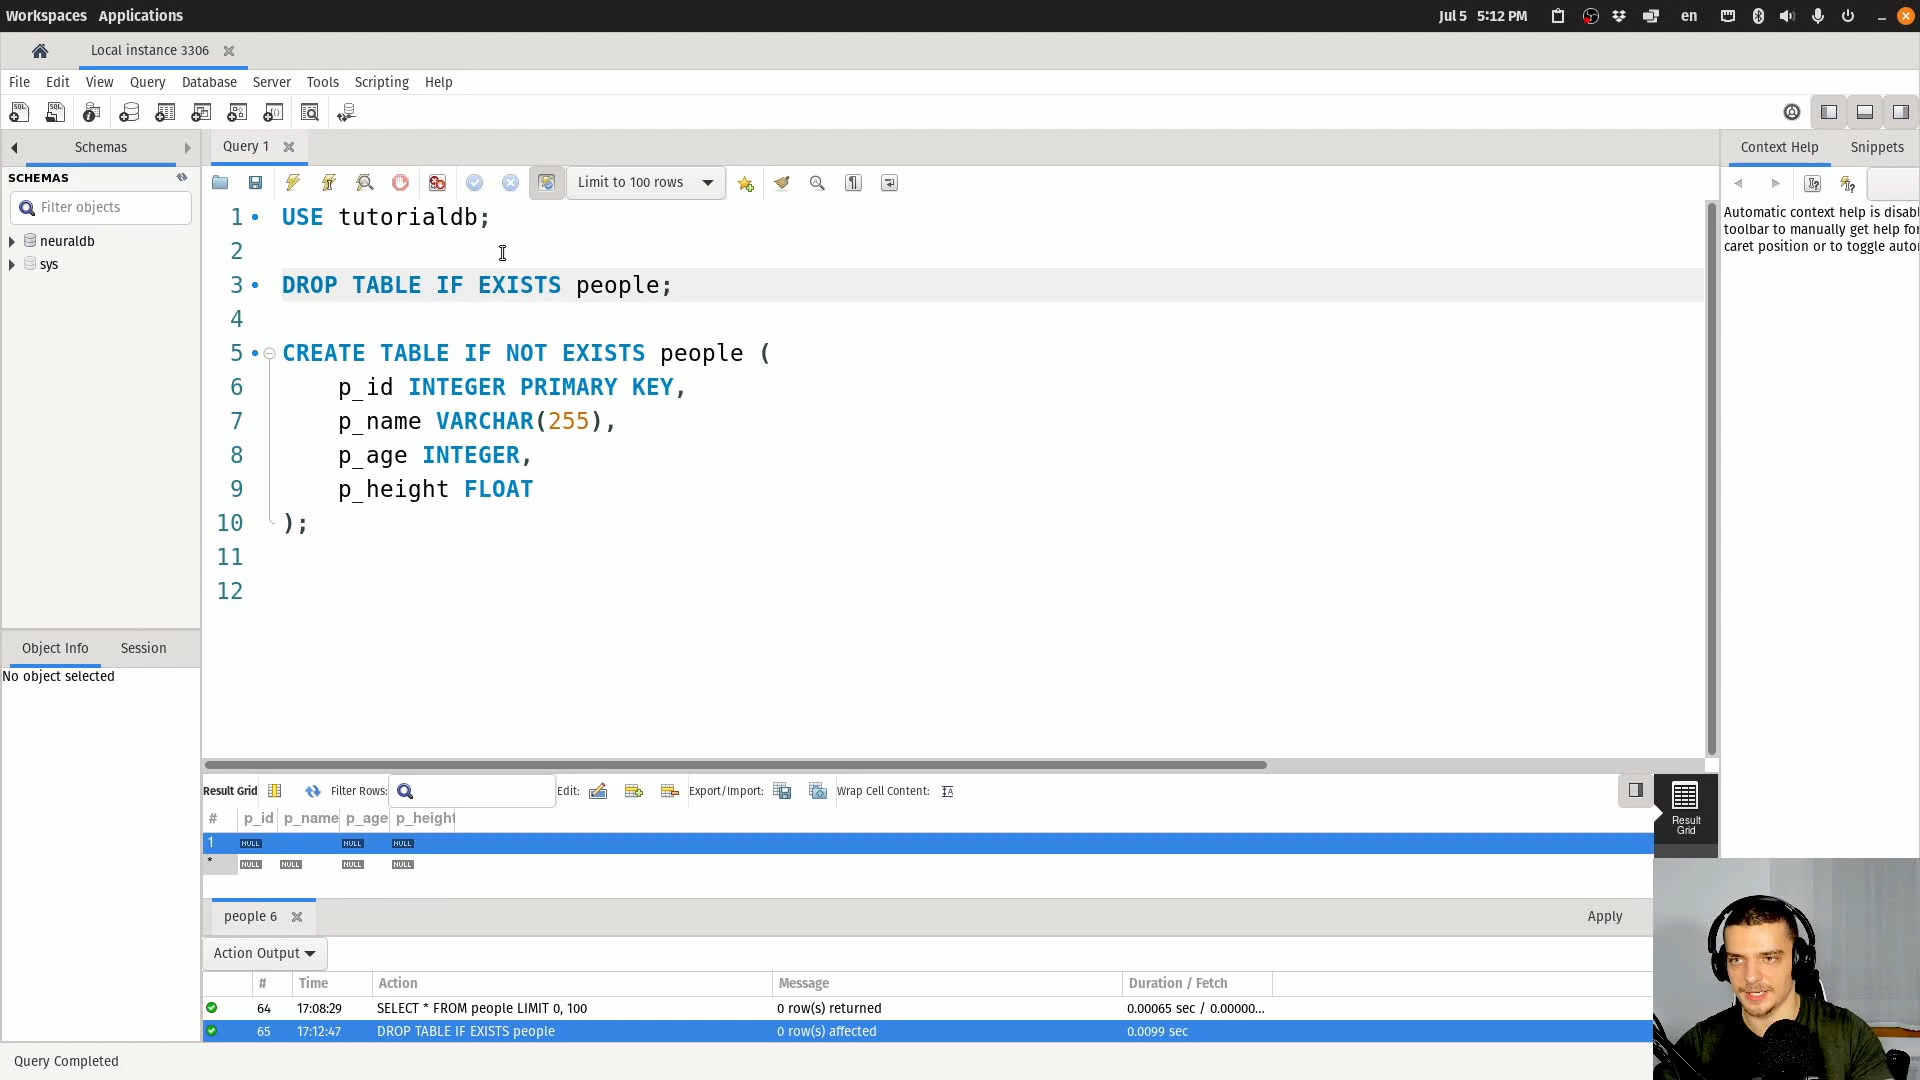 Workspaces Applications
Jul 5 5:12 PM
en
Local instance 3306
File Edit View Query Database Server Tools Scripting Help
Schemas
Query 1
Context Help Snippets
SCHEMAS
Filter objects
neuraldb
sys
Limit to 100 rows
Automatic context help is disabl
toolbar to manually get help for
caret position or to toggle auto
1 USE tutorialdb;
2
3 DROP TABLE IF EXISTS people;
4
5 CREATE TABLE IF NOT EXISTS people (
6 p_id INTEGER PRIMARY KEY,
7 p_name VARCHAR(255),
8 p_age INTEGER,
9 p_height FLOAT
10 );
11
12
Object Info Session
No object selected
Result Grid Filter Rows: Edit: Export/Import: Wrap Cell Content:
# p_id p_name p_age p_height
1 NULL NULL NULL
* NULL NULL NULL NULL
Result
Grid
people 6
Apply
Action Output
# Time Action Message Duration / Fetch
64 17:08:29 SELECT * FROM people LIMIT 0, 100 0 row(s) returned 0.00065 sec / 0.00000...
65 17:12:47 DROP TABLE IF EXISTS people 0 row(s) affected 0.0099 sec
Query Completed